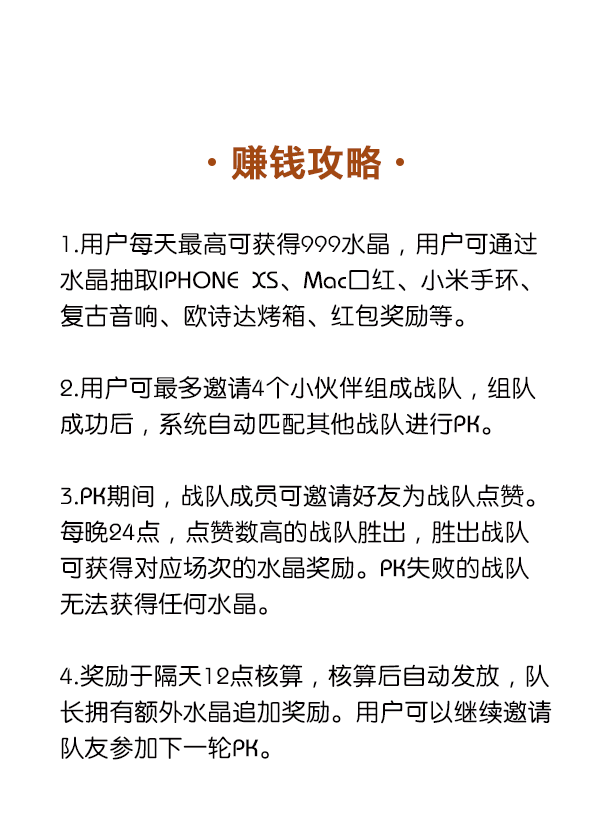 ·赚钱攻略·
1.用户每天最高可获得999水晶，用户可通过
水晶抽取IPHONE XS、Mac口红、小米手环、
复古音响、欧诗达烤箱、红包奖励等。
2.用户可最多邀请4个小伙伴组成战队，组队
成功后，系统自动匹配其他战队进行PK。
3.PK期间，战队成员可邀请好友为战队点赞。
每晚24点，点赞数高的战队胜出，胜出战队
可获得对应场次的水晶奖励。PK失败的战队
无法获得任何水晶。
4.奖励于隔天12点核算，核算后自动发放，队
长拥有额外水晶追加奖励。用户可以继续邀请
队友参加下一轮PK。